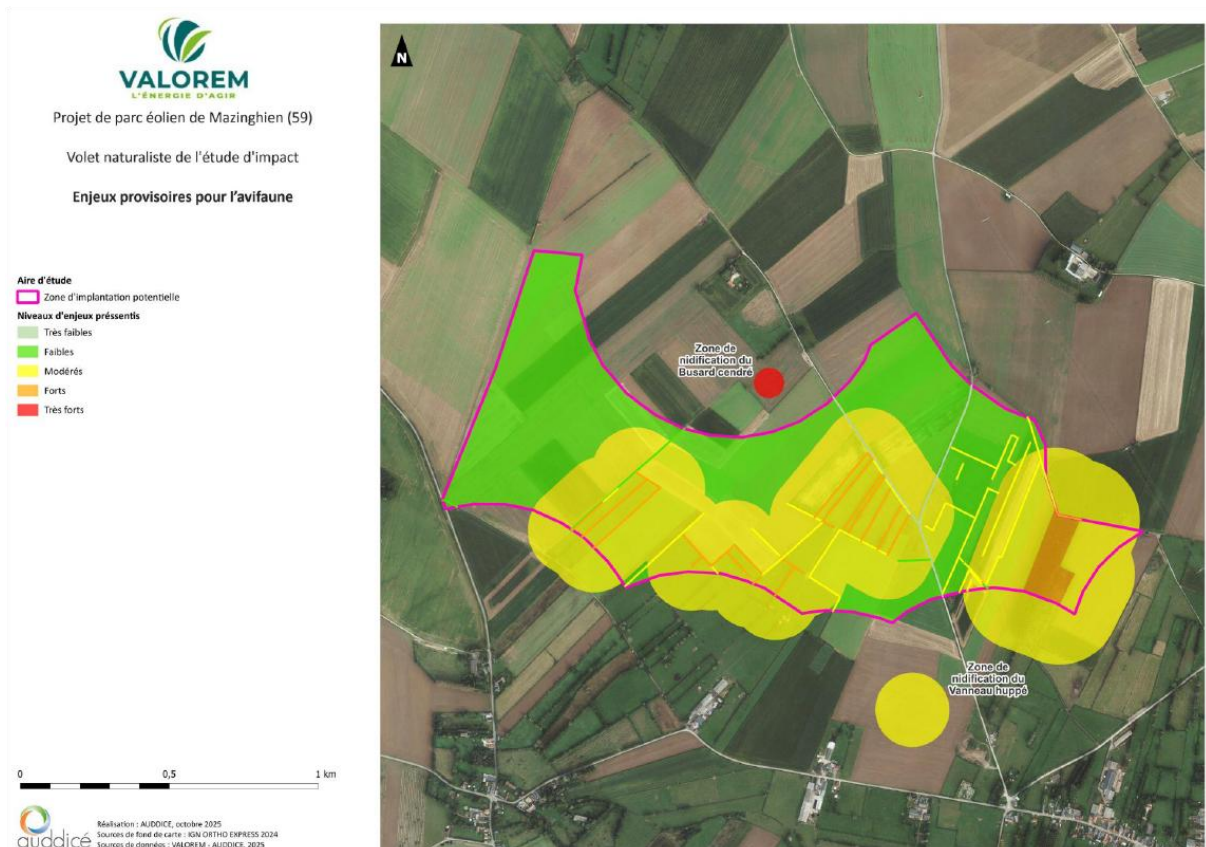 VALOREM
L'ÉNERGIE D'AGIR
Projet de parc éolien de Mazinghien (59)
Volet naturaliste de l'étude d'impact
Enjeux provisoires pour l'avifaune
Aire d'étude
Zone d'implantation potentielle
Niveaux d'enjeux préssentis
Très faibles
Faibles
Modérés
Forts
Très forts
N
Zone de
nidification du
Busard cendré
Zone de
nidification du
Vanneau huppé
0 0,5 1 km
auddicé
Réalisation : AUDDICE, octobre 2025
Sources de fond de carte : IGN ORTHO EXPRESS 2024
Sources de données : VALOREM - AUDDICE, 2025